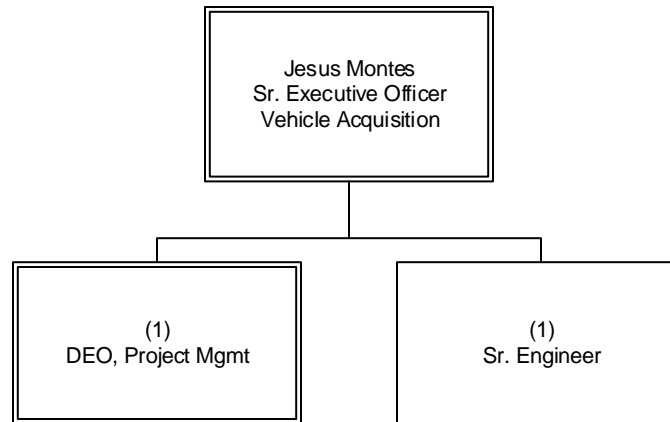 Jesus Montes
Sr. Executive Officer
Vehicle Acquisition
(1)
DEO, Project Mgmt
(1)
Sr. Engineer